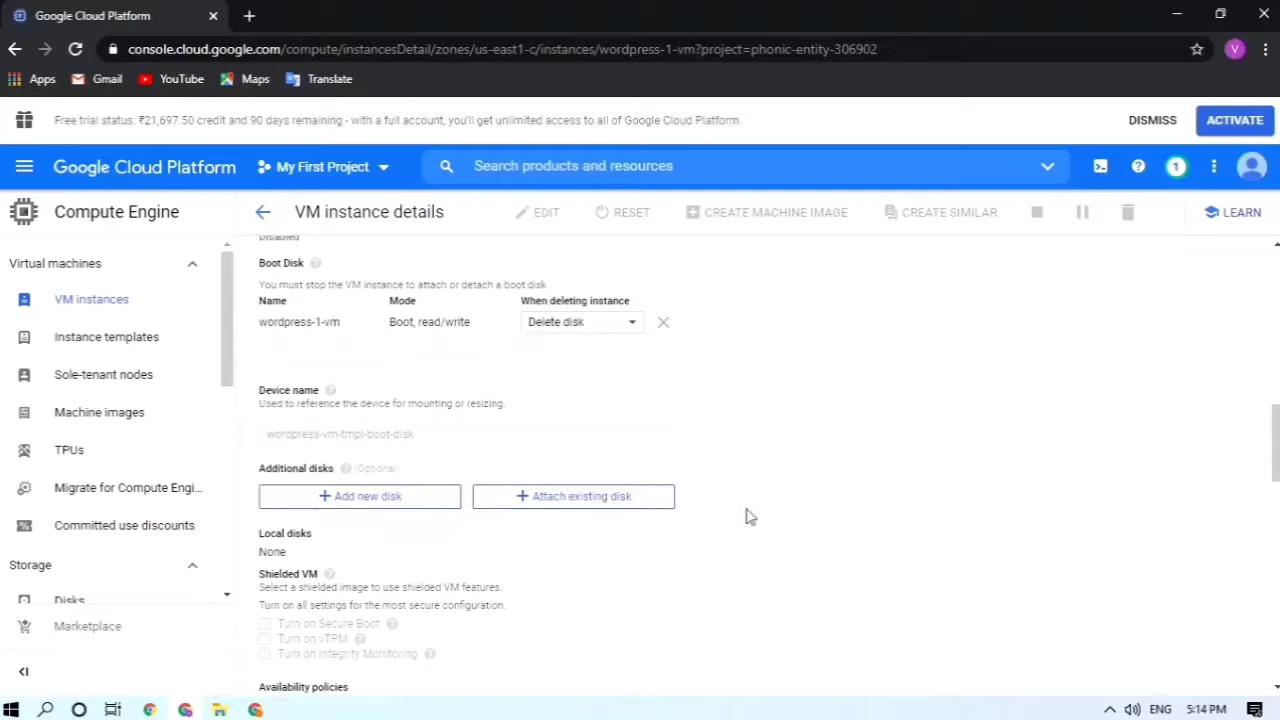 Google Cloud Platform
console.cloud.google.com/compute/instancesDetail/zones/us-east1-c/instances/wordpress-1-vm?project=phonic-entity-306902
V
Apps Gmail YouTube Maps Translate
Free trial status: ₹21,697.50 credit and 90 days remaining - with a full account, you'll get unlimited access to all of Google Cloud Platform.
DISMISS ACTIVATE
Google Cloud Platform My First Project Search products and resources 1
Compute Engine
VM instance details EDIT RESET CREATE MACHINE IMAGE CREATE SIMILAR LEARN
Virtual machines
VM instances
Instance templates
Sole-tenant nodes
Machine images
TPUs
Migrate for Compute Engi...
Committed use discounts
Storage
Disks
Marketplace
Disabled
Boot Disk
You must stop the VM instance to attach or detach a boot disk
Name Mode When deleting instance
wordpress-1-vm Boot, read/write Delete disk
Device name
Used to reference the device for mounting or resizing.
wordpress-vm-tmpl-boot-disk
Additional disks (Optional)
+ Add new disk + Attach existing disk
Local disks
None
Shielded VM
Select a shielded image to use shielded VM features.
Turn on all settings for the most secure configuration.
Turn on Secure Boot
Turn on vTPM
Turn on Integrity Monitoring
Availability policies
ENG 5:14 PM